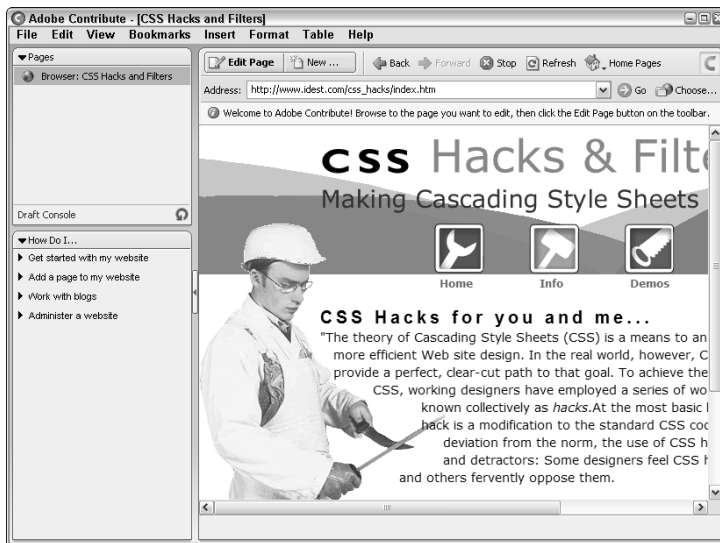 Adobe Contribute - [CSS Hacks and Filters]
File Edit View Bookmarks Insert Format Table Help
Pages
Browser: CSS Hacks and Filters
Draft Console
How Do I...
Get started with my website
Add a page to my website
Work with blogs
Administer a website
Edit Page New ... Back Forward Stop Refresh Home Pages
Address: http://www.idest.com/css_hacks/index.htm Go Choose...
Welcome to Adobe Contribute! Browse to the page you want to edit, then click the Edit Page button on the toolbar.
css Hacks & Filte
Making Cascading Style Sheets
Home Info Demos
CSS Hacks for you and me...
"The theory of Cascading Style Sheets (CSS) is a means to an
more efficient Web site design. In the real world, however, C
provide a perfect, clear-cut path to that goal. To achieve the
CSS, working designers have employed a series of wo
known collectively as hacks.At the most basic l
hack is a modification to the standard CSS cod
deviation from the norm, the use of CSS h
and detractors: Some designers feel CSS h
and others fervently oppose them.